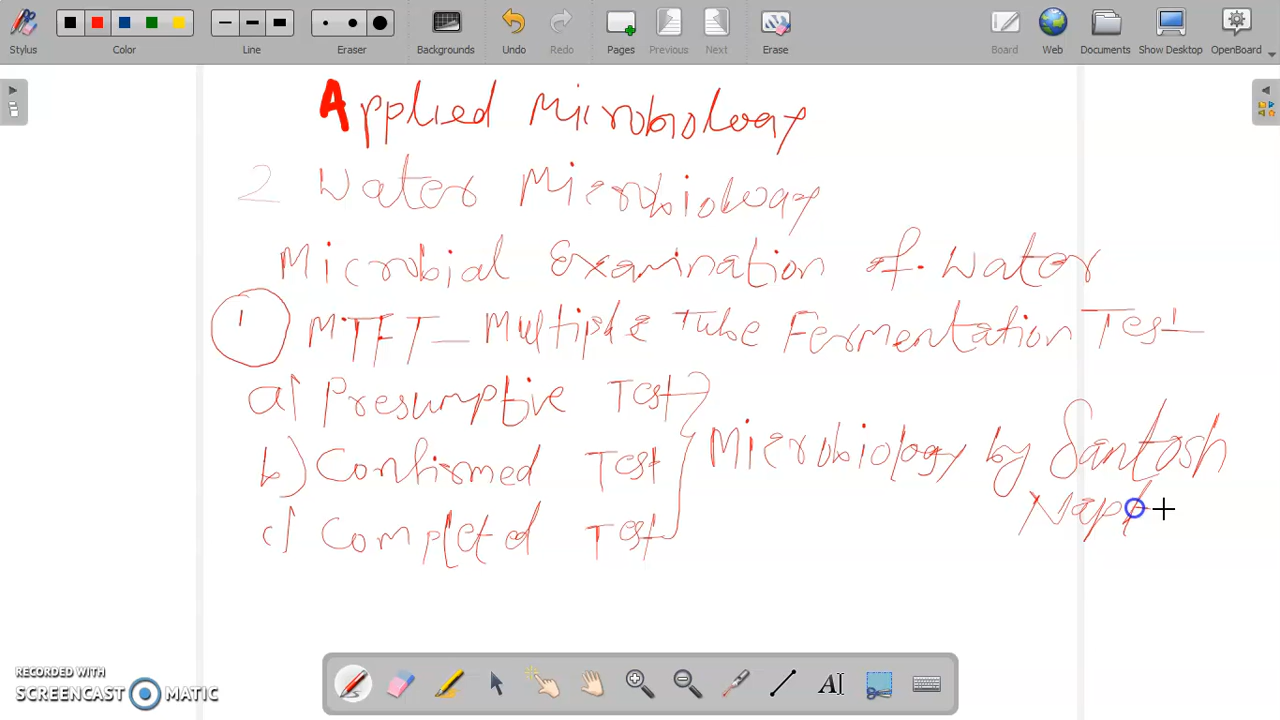 Stylus
Color
Line
Eraser
Backgrounds
Undo
Redo
Pages
Previous
Next
Erase
Board
Web
Documents
Show Desktop
OpenBoard
Applied Microbiology
2 Water Microbiology
Microbial Examination of Water
1 MTFT - Multiple Tube Fermentation Test
a) Presumptive Test
b) Confirmed Test
c) Completed Test
Microbiology by Santosh
RECORDED WITH
SCREENCAST MATIC